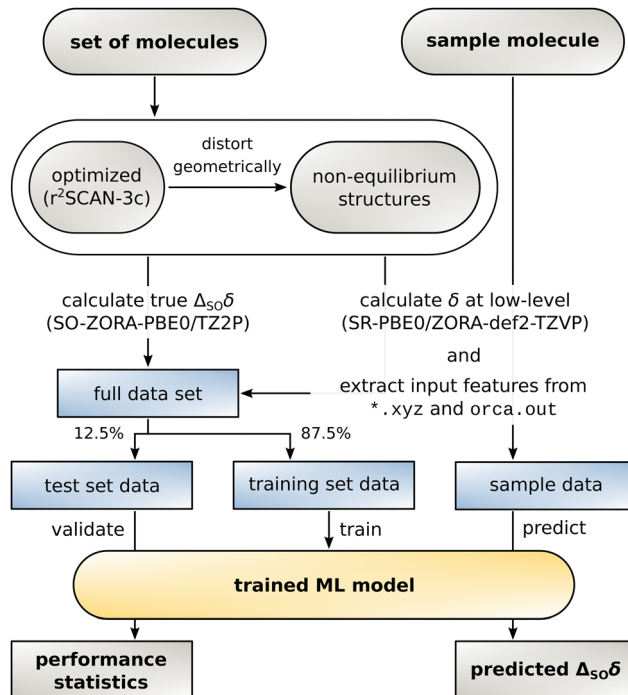 set of molecules
sample molecule
distort
geometrically
optimized
(r²SCAN-3c)
non-equilibrium
structures
calculate true Δ_SOδ
(SO-ZORA-PBE0/TZ2P)
calculate δ at low-level
(SR-PBE0/ZORA-def2-TZVP)
and
extract input features from
*.xyz and orca.out
full data set
12.5%
87.5%
test set data
training set data
sample data
validate
train
predict
trained ML model
performance
statistics
predicted Δ_SOδ